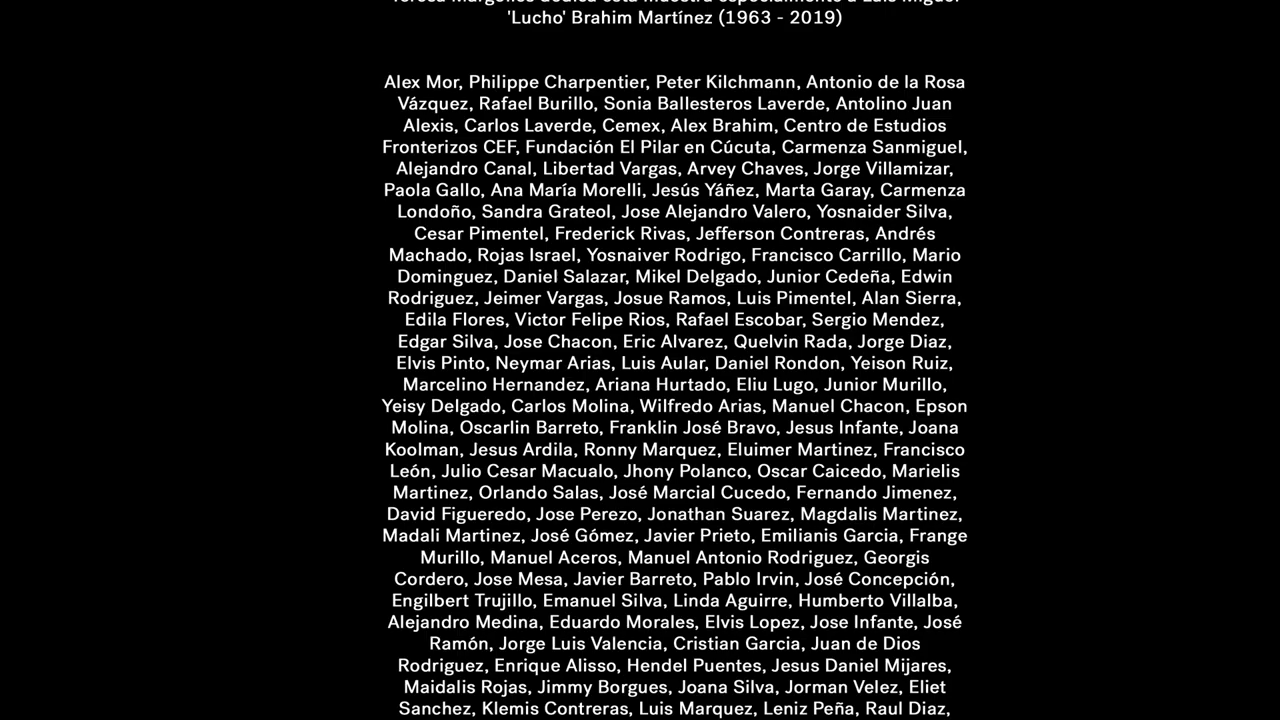 Teresa Margolles dedica esta muestra especialmente a Luis Miguel
'Lucho' Brahim Martínez (1963 - 2019)
Alex Mor, Philippe Charpentier, Peter Kilchmann, Antonio de la Rosa
Vázquez, Rafael Burillo, Sonia Ballesteros Laverde, Antolino Juan
Alexis, Carlos Laverde, Cemex, Alex Brahim, Centro de Estudios
Fronterizos CEF, Fundación El Pilar en Cúcuta, Carmenza Sanmiguel,
Alejandro Canal, Libertad Vargas, Arvey Chaves, Jorge Villamizar,
Paola Gallo, Ana María Morelli, Jesús Yáñez, Marta Garay, Carmenza
Londoño, Sandra Grateol, Jose Alejandro Valero, Yosnaider Silva,
Cesar Pimentel, Frederick Rivas, Jefferson Contreras, Andrés
Machado, Rojas Israel, Yosnaiver Rodrigo, Francisco Carrillo, Mario
Dominguez, Daniel Salazar, Mikel Delgado, Junior Cedeña, Edwin
Rodriguez, Jeimer Vargas, Josue Ramos, Luis Pimentel, Alan Sierra,
Edila Flores, Victor Felipe Rios, Rafael Escobar, Sergio Mendez,
Edgar Silva, Jose Chacon, Eric Alvarez, Quelvin Rada, Jorge Diaz,
Elvis Pinto, Neymar Arias, Luis Aular, Daniel Rondon, Yeison Ruiz,
Marcelino Hernandez, Ariana Hurtado, Eliu Lugo, Junior Murillo,
Yeisy Delgado, Carlos Molina, Wilfredo Arias, Manuel Chacon, Epson
Molina, Oscarlin Barreto, Franklin José Bravo, Jesus Infante, Joana
Koolman, Jesus Ardila, Ronny Marquez, Eluimer Martinez, Francisco
León, Julio Cesar Macualo, Jhony Polanco, Oscar Caicedo, Marielis
Martinez, Orlando Salas, José Marcial Cucedo, Fernando Jimenez,
David Figueredo, Jose Perezo, Jonathan Suarez, Magdalis Martinez,
Madali Martinez, José Gómez, Javier Prieto, Emilianis Garcia, Frange
Murillo, Manuel Aceros, Manuel Antonio Rodriguez, Georgis
Cordero, Jose Mesa, Javier Barreto, Pablo Irvin, José Concepción,
Engilbert Trujillo, Emanuel Silva, Linda Aguirre, Humberto Villalba,
Alejandro Medina, Eduardo Morales, Elvis Lopez, Jose Infante, José
Ramón, Jorge Luis Valencia, Cristian Garcia, Juan de Dios
Rodriguez, Enrique Alisso, Hendel Puentes, Jesus Daniel Mijares,
Maidalis Rojas, Jimmy Borgues, Joana Silva, Jorman Velez, Eliet
Sanchez, Klemis Contreras, Luis Marquez, Leniz Peña, Raul Diaz,